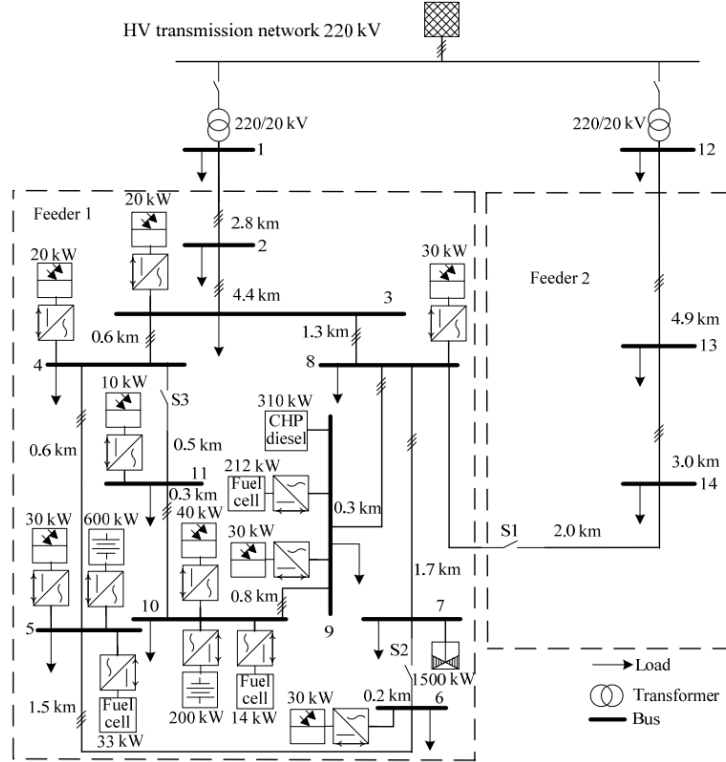 HV transmission network 220 kV
220/20 kV
220/20 kV
1
12
Feeder 1
20 kW
2.8 km
2
20 kW
30 kW
Feeder 2
4.4 km
3
0.6 km
1.3 km
4.9 km
13
4
8
10 kW
S3
310 kW
CHP
diesel
0.6 km
0.5 km
212 kW
3.0 km
11
Fuel
cell
14
0.3 km
0.3 km
30 kW
600 kW
40 kW
30 kW
S1
2.0 km
1.7 km
10
0.8 km
5
9
7
S2
Load
Fuel
cell
1500 kW
Transformer
1.5 km
Fuel
cell
30 kW
0.2 km
6
33 kW
200 kW
14 kW
Bus